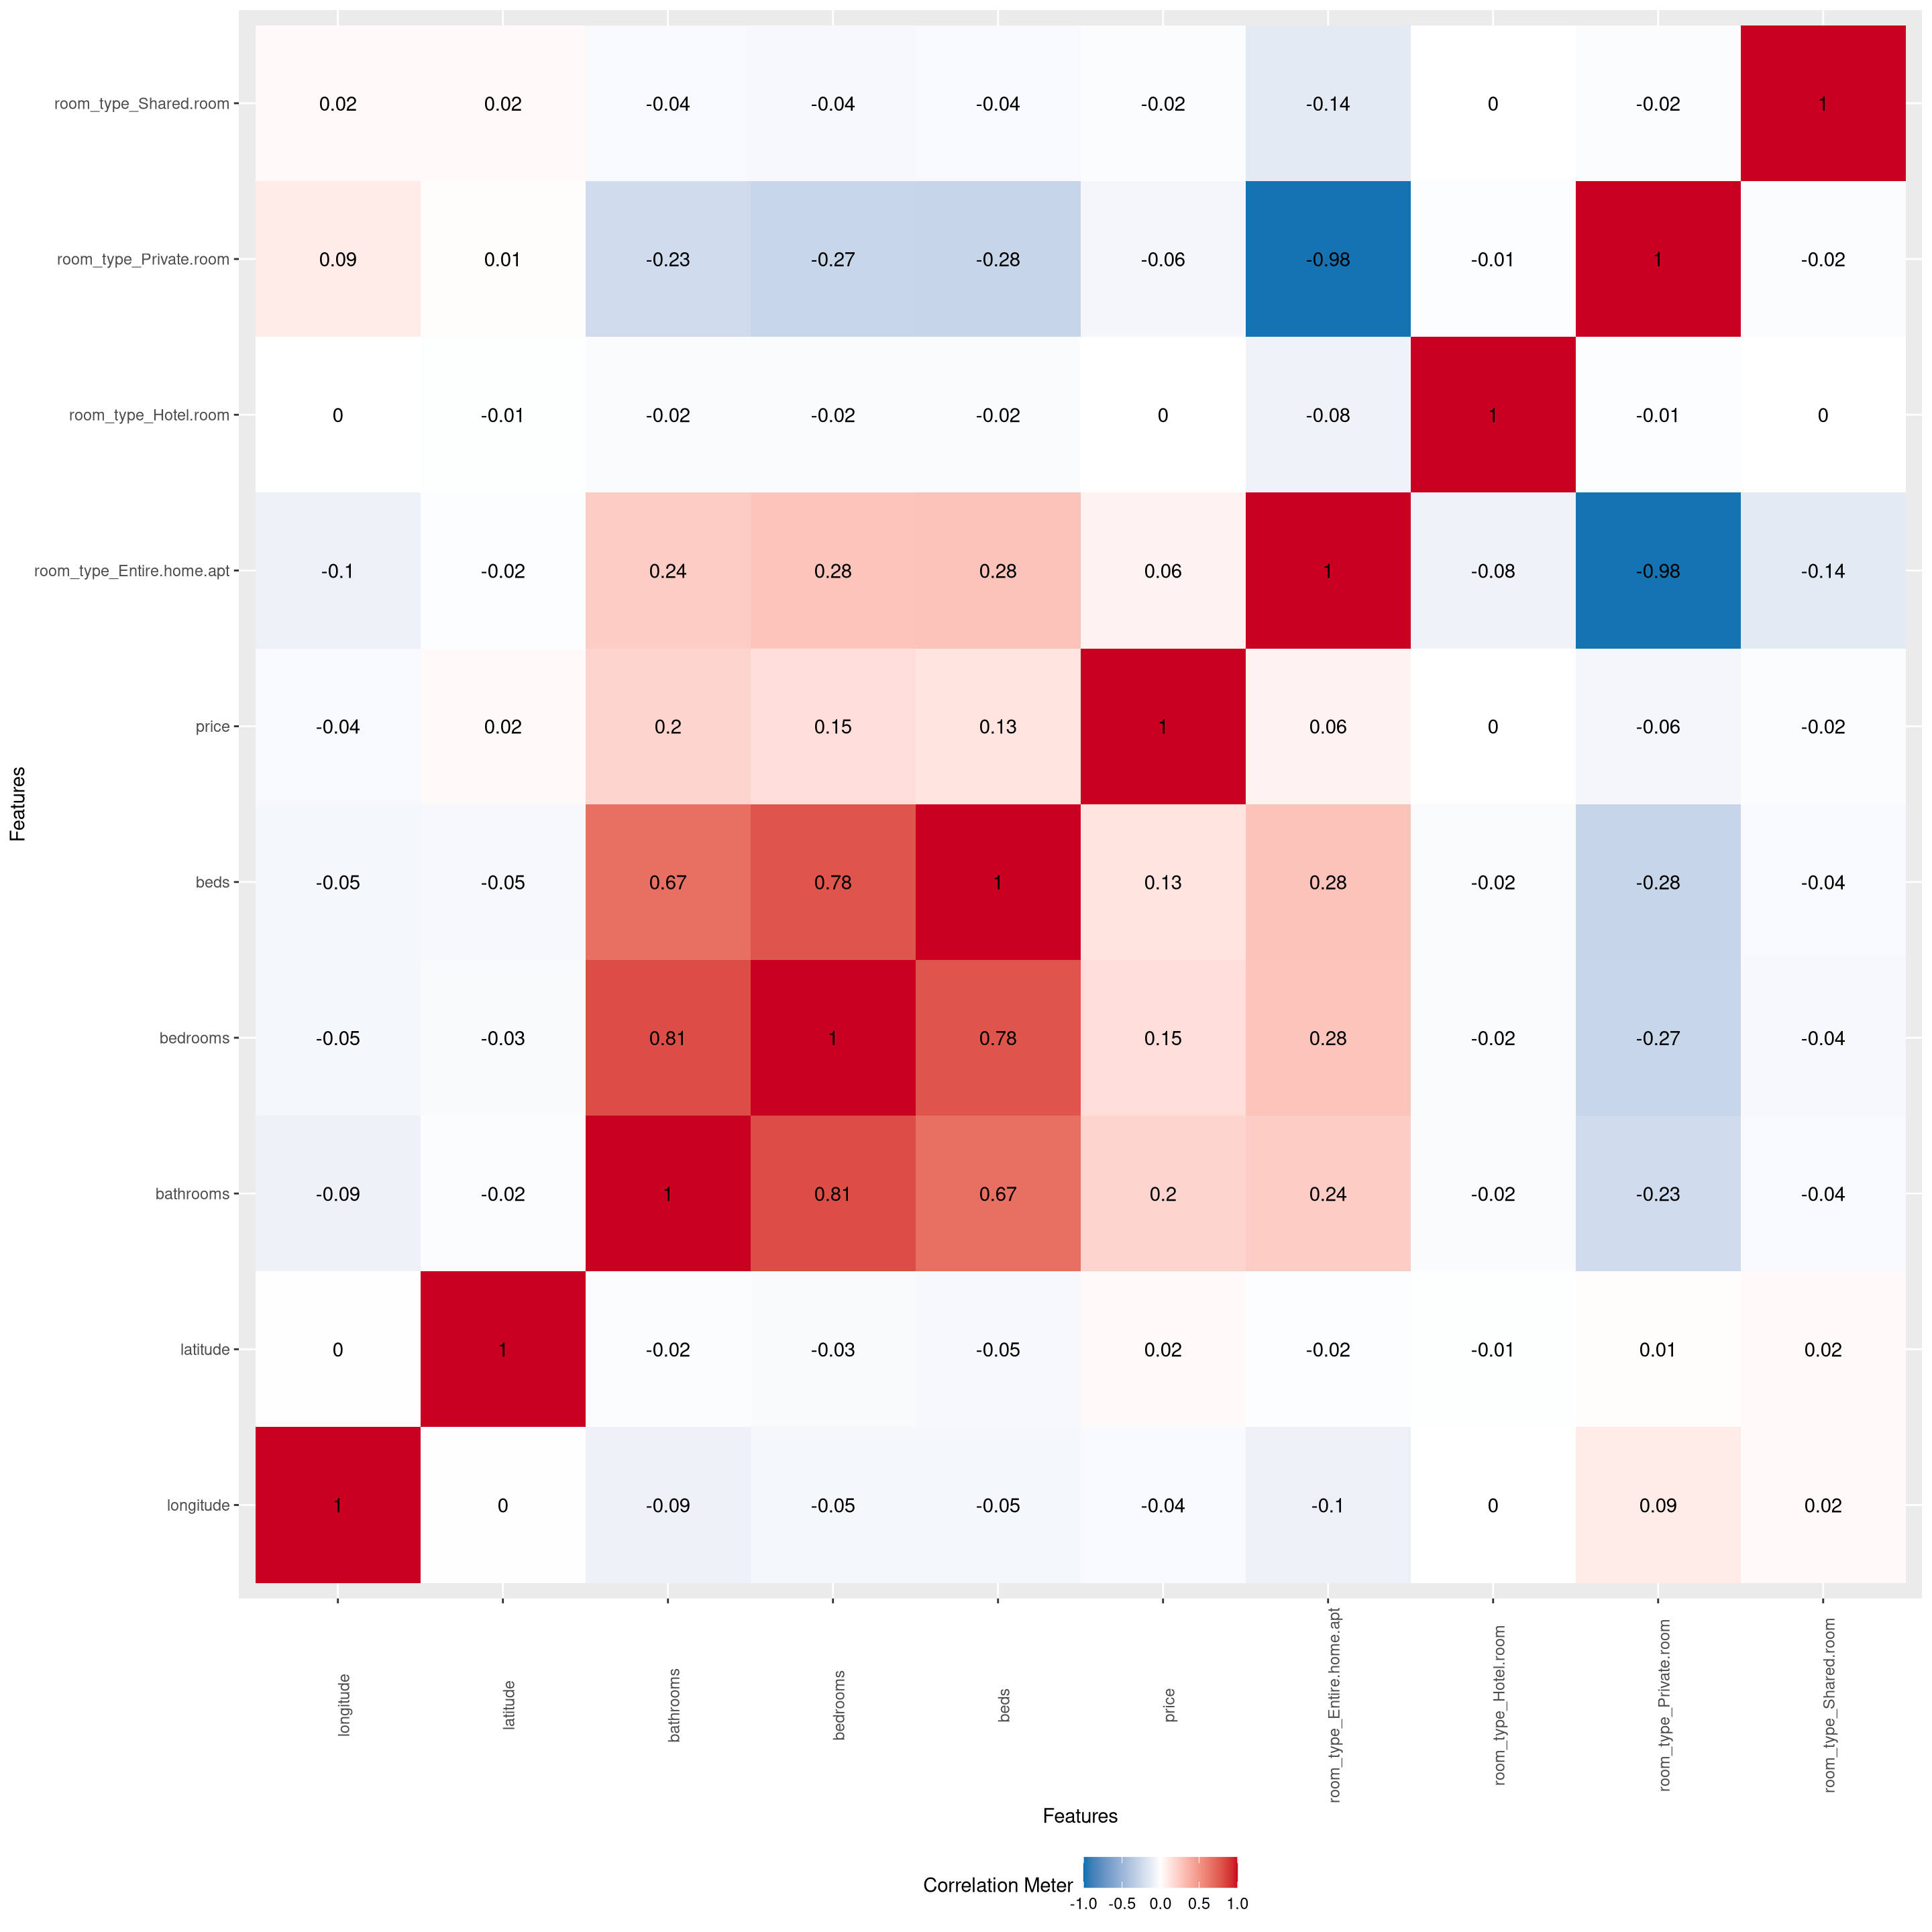 Features
room_type_Shared.room 0.02 0.02 -0.04 -0.04 -0.04 -0.02 -0.14 0 -0.02 1
room_type_Private.room 0.09 0.01 -0.23 -0.27 -0.28 -0.06 -0.98 -0.01 1 -0.02
room_type_Hotel.room 0 -0.01 -0.02 -0.02 -0.02 0 -0.08 1 -0.01 0
room_type_Entire.home.apt -0.1 -0.02 0.24 0.28 0.28 0.06 1 -0.08 -0.98 -0.14
price -0.04 0.02 0.2 0.15 0.13 1 0.06 0 -0.06 -0.02
beds -0.05 -0.05 0.67 0.78 1 0.13 0.28 -0.02 -0.28 -0.04
bedrooms -0.05 -0.03 0.81 1 0.78 0.15 0.28 -0.02 -0.27 -0.04
bathrooms -0.09 -0.02 1 0.81 0.67 0.2 0.24 -0.02 -0.23 -0.04
latitude 0 1 -0.02 -0.03 -0.05 0.02 -0.02 -0.01 0.01 0.02
longitude 1 0 -0.09 -0.05 -0.05 -0.04 -0.1 0 0.09 0.02
longitude
latitude
bathrooms
bedrooms
beds
price
room_type_Entire.home.apt
room_type_Hotel.room
room_type_Private.room
room_type_Shared.room
Features
Correlation Meter
-1.0 -0.5 0.0 0.5 1.0